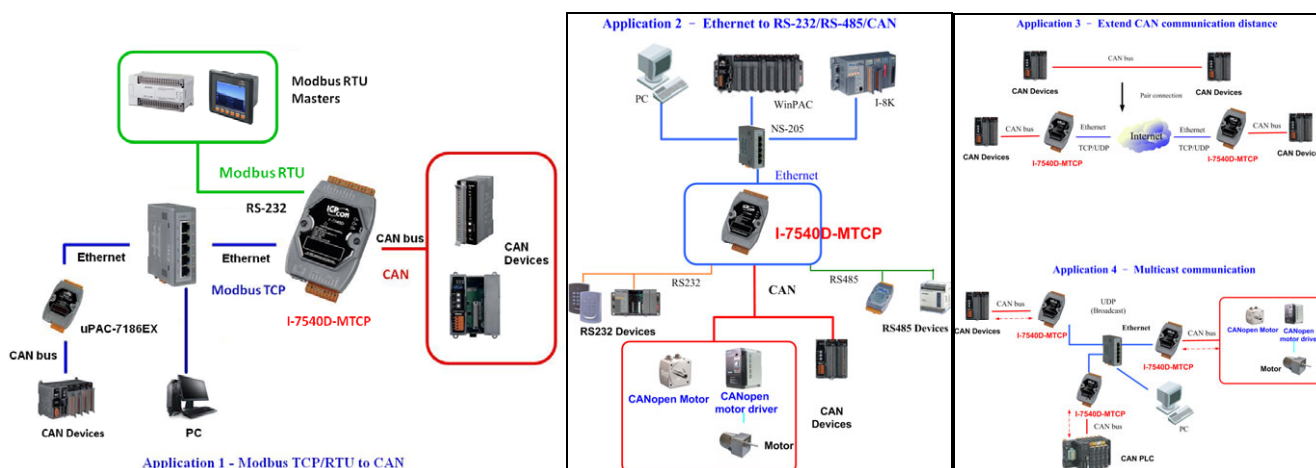 Modbus RTU
Masters
Modbus RTU
RS-232
ICP
CON
I-7540D
CAN bus
CAN
CAN
Devices
Ethernet
Ethernet
Modbus TCP
I-7540D-MTCP
uPAC-7186EX
CAN bus
CAN Devices
PC
Application 1 - Modbus TCP/RTU to CAN
Application 2 – Ethernet to RS-232/RS-485/CAN
PC
WinPAC
I-8K
NS-205
Ethernet
I-7540D-MTCP
RS232
CAN
RS485
RS232 Devices
RS485 Devices
CANopen Motor
CANopen
motor driver
Motor
CAN
Devices
Application 3 – Extend CAN communication distance
CAN bus
CAN Devices
CAN Devices
Pair connection
CAN bus
Ethernet
Internet
Ethernet
CAN bus
TCP/UDP
TCP/UDP
CAN Devices
I-7540D-MTCP
I-7540D-MTCP
CAN Devices
Application 4 – Multicast communication
CAN bus
UDP
(Broadcast)
CAN Devices
I-7540D-MTCP
Ethernet
CAN bus
CANopen Motor
CANopen
motor driver
I-7540D-MTCP
Motor
I-7540D-MTCP
CAN bus
PC
CAN PLC